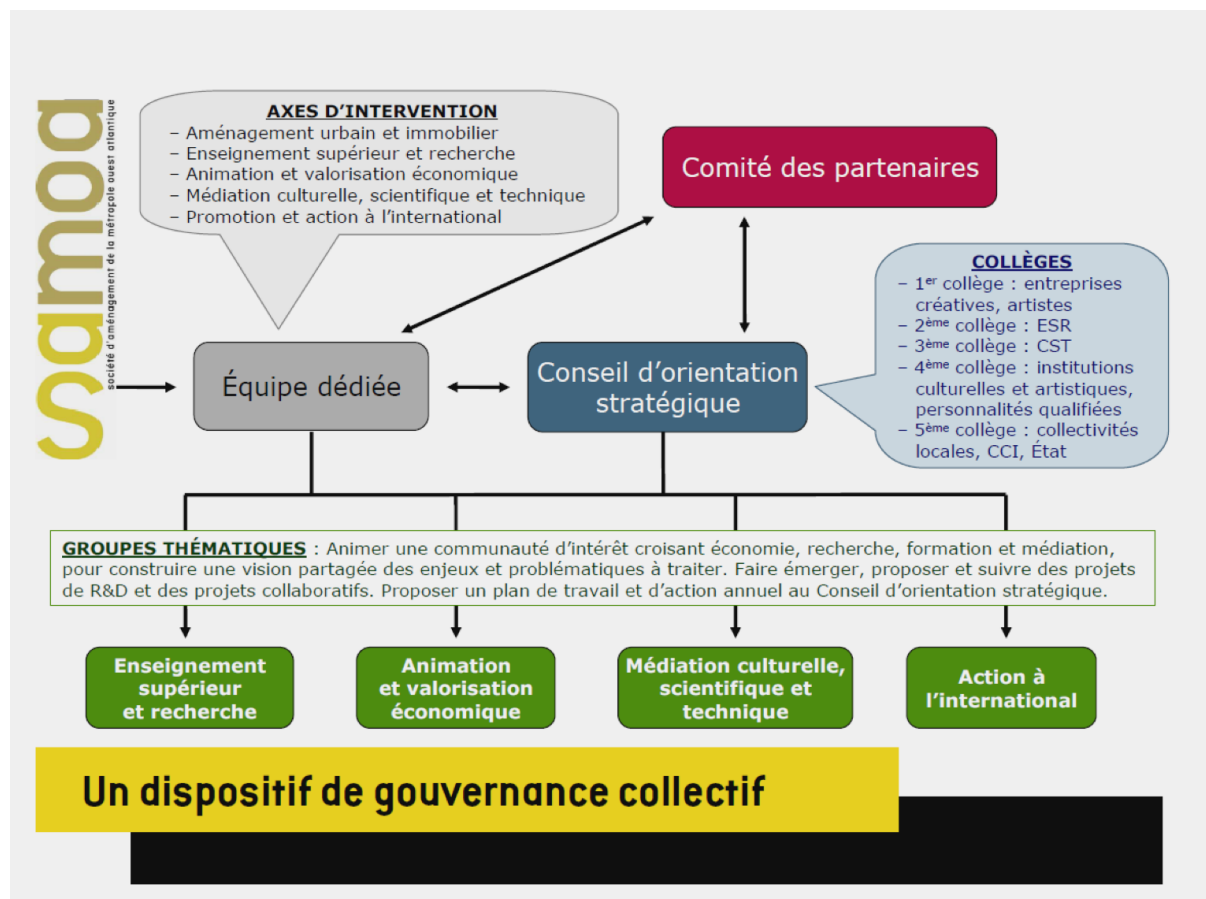 samoa
société d'aménagement de la métropole ouest atlantique
AXES D'INTERVENTION
– Aménagement urbain et immobilier
– Enseignement supérieur et recherche
– Animation et valorisation économique
– Médiation culturelle, scientifique et technique
– Promotion et action à l'international
Comité des partenaires
COLLÈGES
– 1er collège : entreprises
créatives, artistes
– 2ème collège : ESR
– 3ème collège : CST
– 4ème collège : institutions
culturelles et artistiques,
personnalités qualifiées
– 5ème collège : collectivités
locales, CCI, État
Équipe dédiée
Conseil d'orientation
stratégique
GROUPES THÉMATIQUES : Animer une communauté d'intérêt croisant économie, recherche, formation et médiation,
pour construire une vision partagée des enjeux et problématiques à traiter. Faire émerger, proposer et suivre des projets
de R&D et des projets collaboratifs. Proposer un plan de travail et d'action annuel au Conseil d'orientation stratégique.
Enseignement
supérieur
et recherche
Animation
et valorisation
économique
Médiation culturelle,
scientifique et
technique
Action à
l'international
Un dispositif de gouvernance collectif